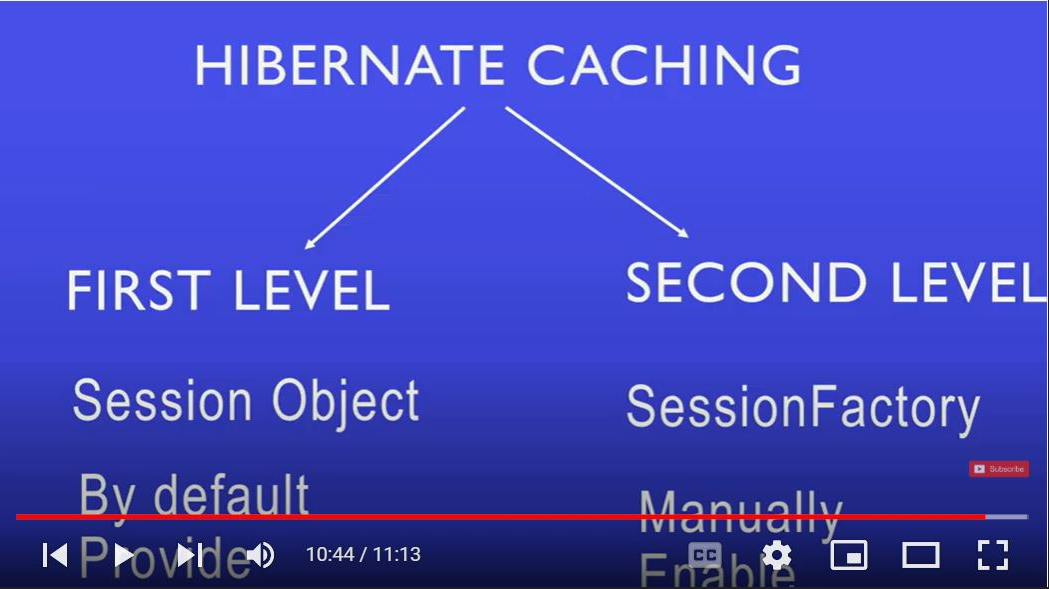 HIBERNATE CACHING
FIRST LEVEL
SECOND LEVEL
Session Object
SessionFactory
Subscribe
By default
Provide
Manually
Enable
10:44 / 11:13
CC